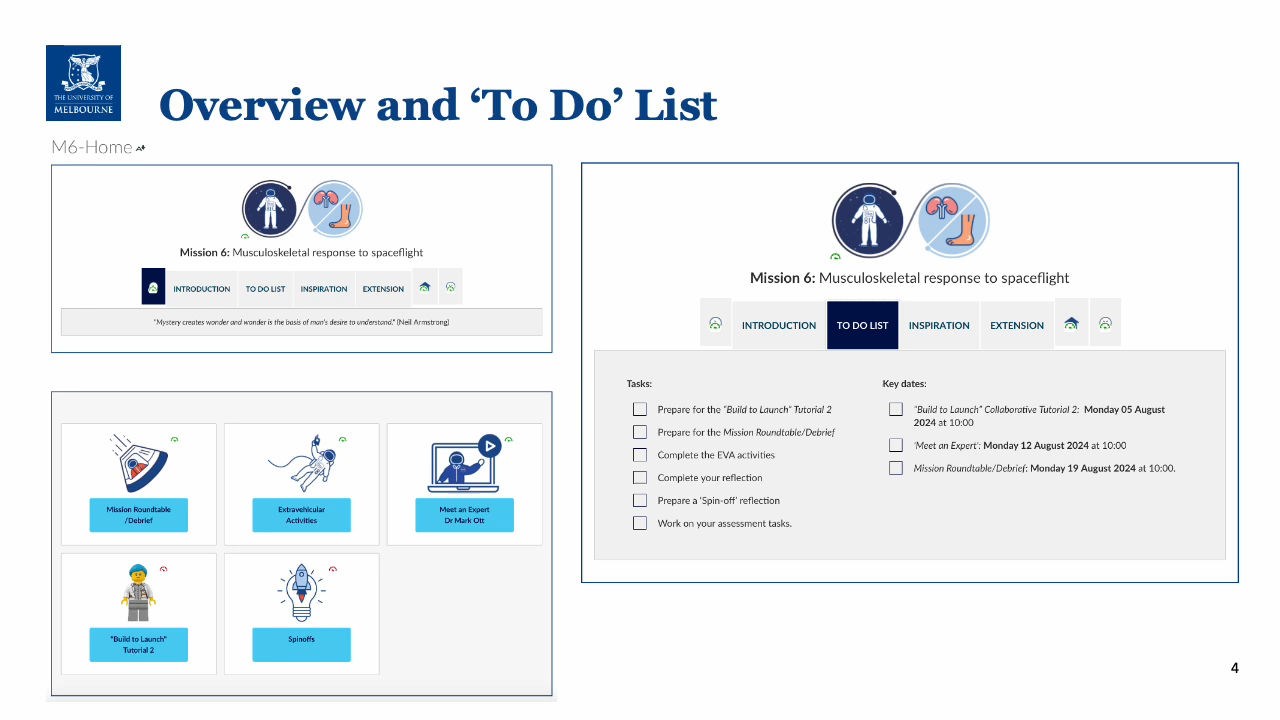 THE UNIVERSITY OF
MELBOURNE
Overview and ‘To Do’ List
M6-Home
Mission 6: Musculoskeletal response to spaceflight
INTRODUCTION TO DO LIST INSPIRATION EXTENSION
"Mystery creates wonder and wonder is the basis of man's desire to understand." (Neil Armstrong)
Mission Roundtable
/Debrief
Extravehicular
Activities
Meet an Expert
Dr Mark Ott
"Build to Launch"
Tutorial 2
Spinoffs
Mission 6: Musculoskeletal response to spaceflight
INTRODUCTION TO DO LIST INSPIRATION EXTENSION
Tasks:
Prepare for the "Build to Launch" Tutorial 2
Prepare for the Mission Roundtable/Debrief
Complete the EVA activities
Complete your reflection
Prepare a 'Spin-off' reflection
Work on your assessment tasks.
Key dates:
"Build to Launch" Collaborative Tutorial 2: Monday 05 August
2024 at 10:00
'Meet an Expert': Monday 12 August 2024 at 10:00
Mission Roundtable/Debrief: Monday 19 August 2024 at 10:00.
4